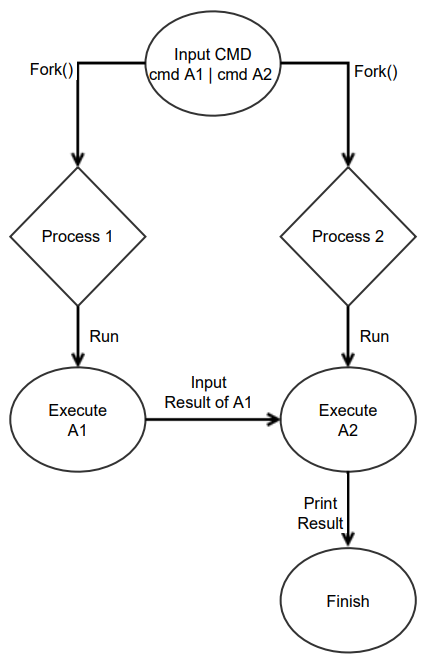 Input CMD
cmd A1 | cmd A2
Fork()
Fork()
Process 1
Process 2
Run
Run
Input
Result of A1
Execute
A1
Execute
A2
Print
Result
Finish